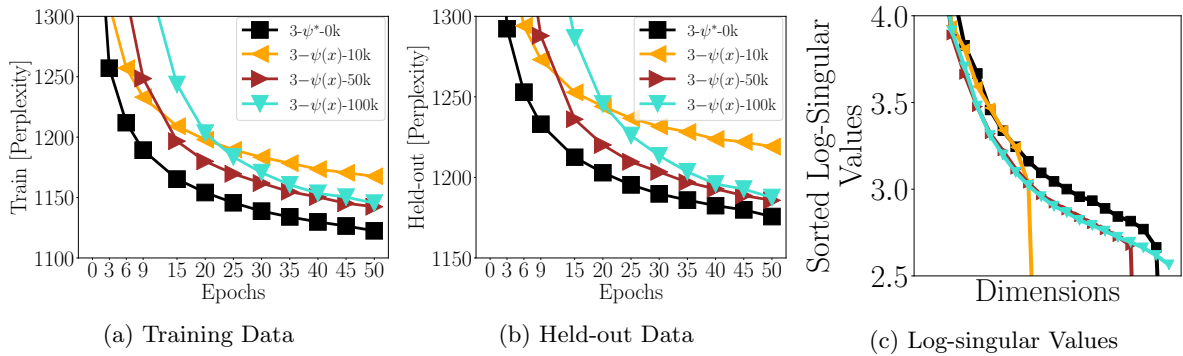 Train [Perplexity]
1300
1250
1200
1150
1100
0 3 6 9 15 20 25 30 35 40 45 50
Epochs
3-ψ*-0k
3-ψ(x)-10k
3-ψ(x)-50k
3-ψ(x)-100k
(a) Training Data
Held-out [Perplexity]
1300
1250
1200
1150
0 3 6 9 15 20 25 30 35 40 45 50
Epochs
3-ψ*-0k
3-ψ(x)-10k
3-ψ(x)-50k
3-ψ(x)-100k
(b) Held-out Data
Sorted Log-Singular
Values
4.0
3.5
3.0
2.5
Dimensions
(c) Log-singular Values